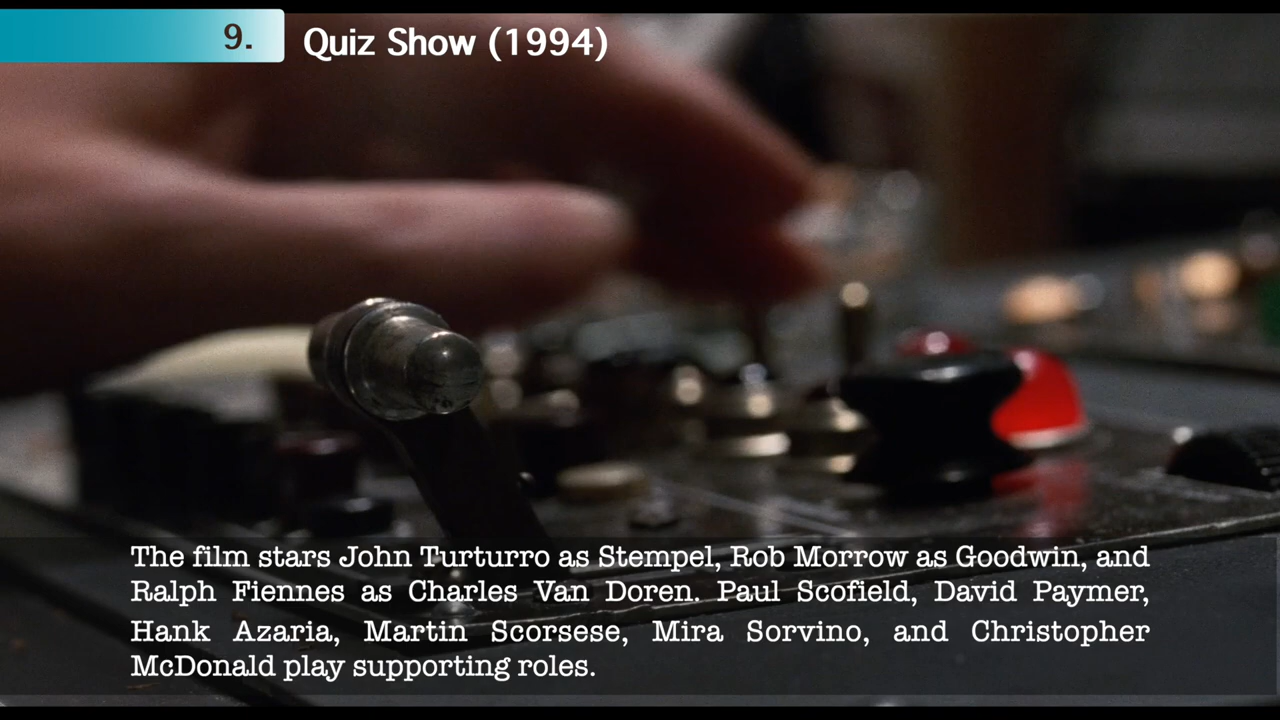 9.
Quiz Show (1994)
The film stars John Turturro as Stempel, Rob Morrow as Goodwin, and
Ralph Fiennes as Charles Van Doren. Paul Scofield, David Paymer,
Hank Azaria, Martin Scorsese, Mira Sorvino, and Christopher
McDonald play supporting roles.